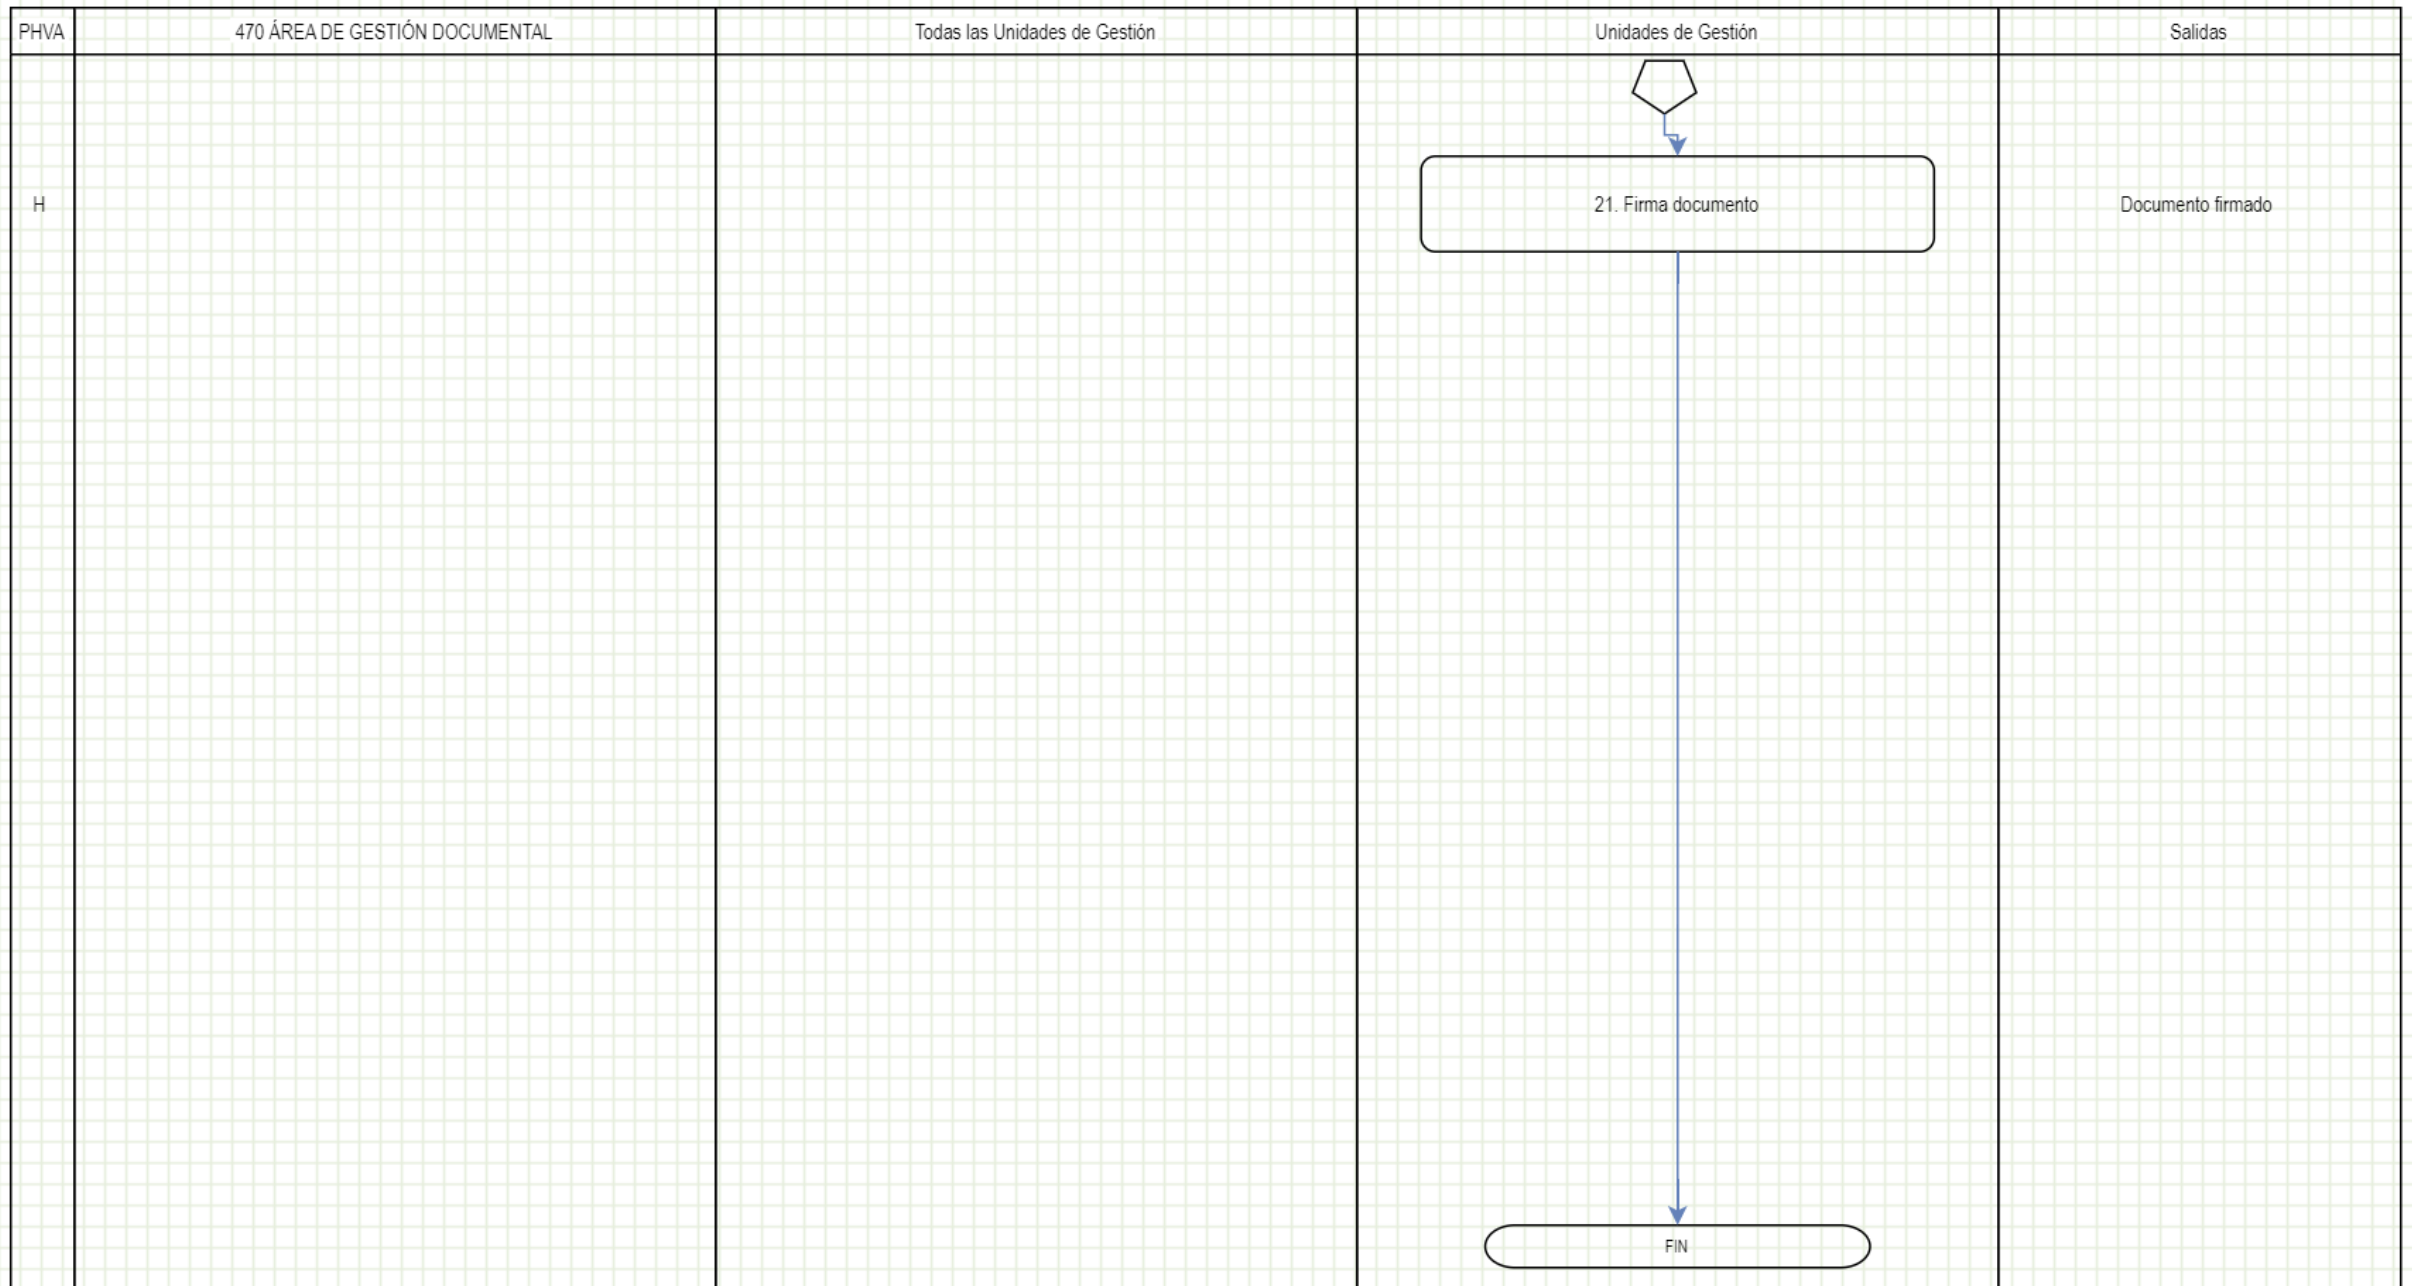 PHVA
470 ÁREA DE GESTIÓN DOCUMENTAL
Todas las Unidades de Gestión
Unidades de Gestión
Salidas
H
21. Firma documento
Documento firmado
FIN